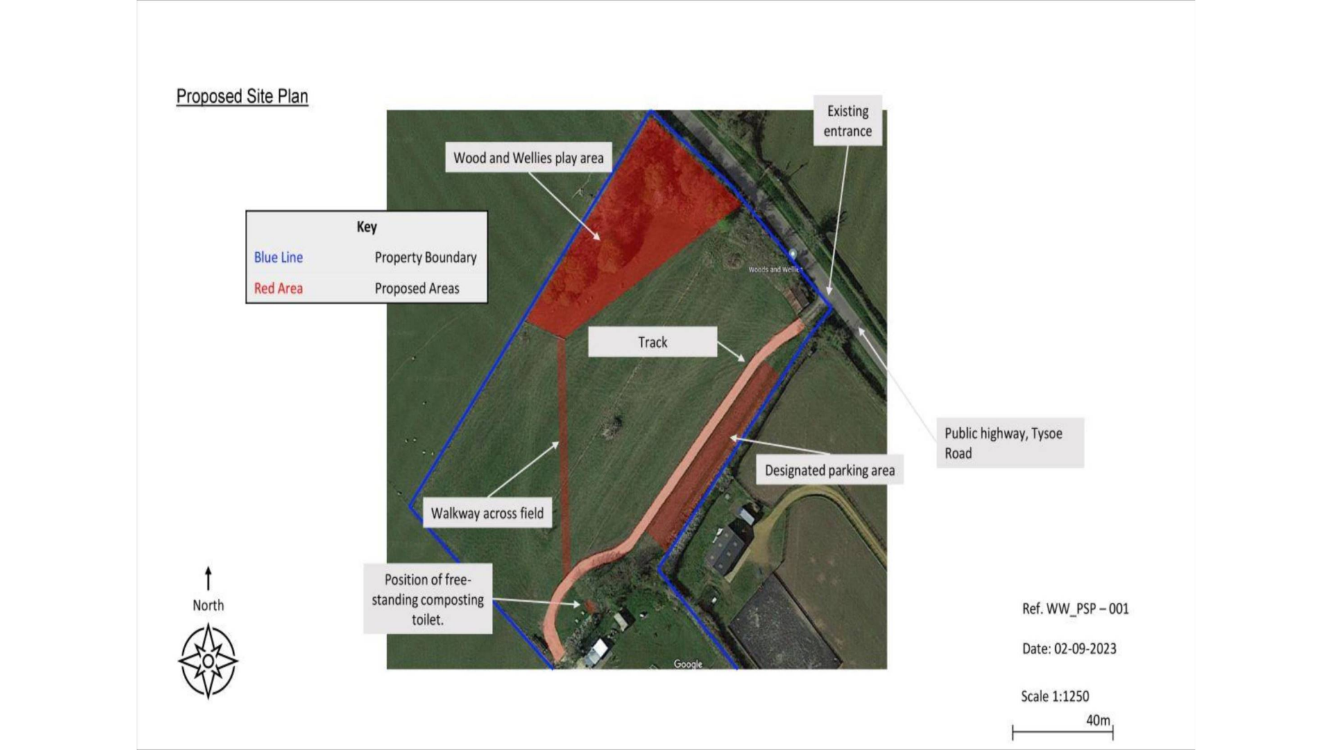 Proposed Site Plan
Existing
entrance
Wood and Wellies play area
Key
Blue Line Property Boundary
Red Area Proposed Areas
Woods and Wellies
Track
Public highway, Tysoe
Road
Designated parking area
Walkway across field
Position of free-
standing composting
toilet.
North
Google
Ref. WW_PSP – 001
Date: 02-09-2023
Scale 1:1250
40m